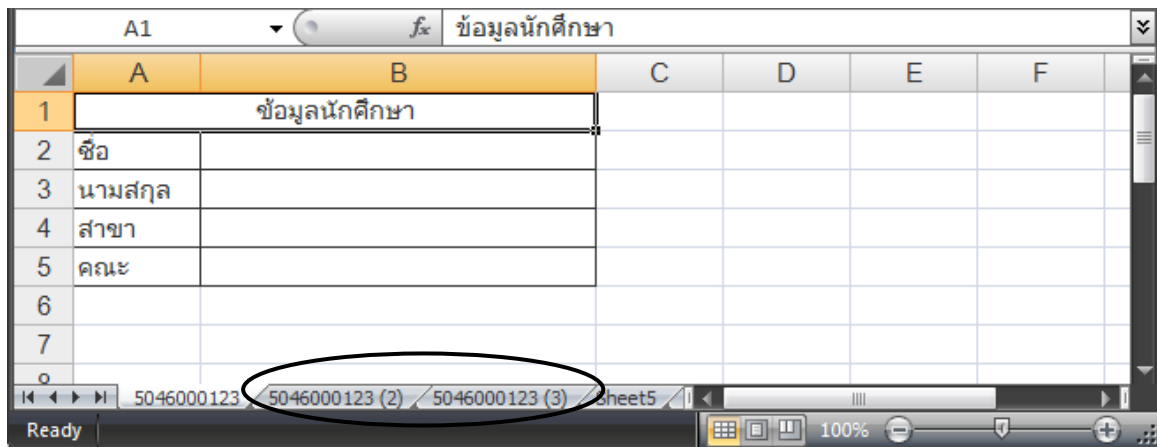 A1 fx ข้อมูลนักศึกษา
A B C D E F
1 ข้อมูลนักศึกษา
2 ชื่อ
3 นามสกุล
4 สาขา
5 คณะ
6
7
5046000123 5046000123 (2) 5046000123 (3) Sheet5
Ready 100%